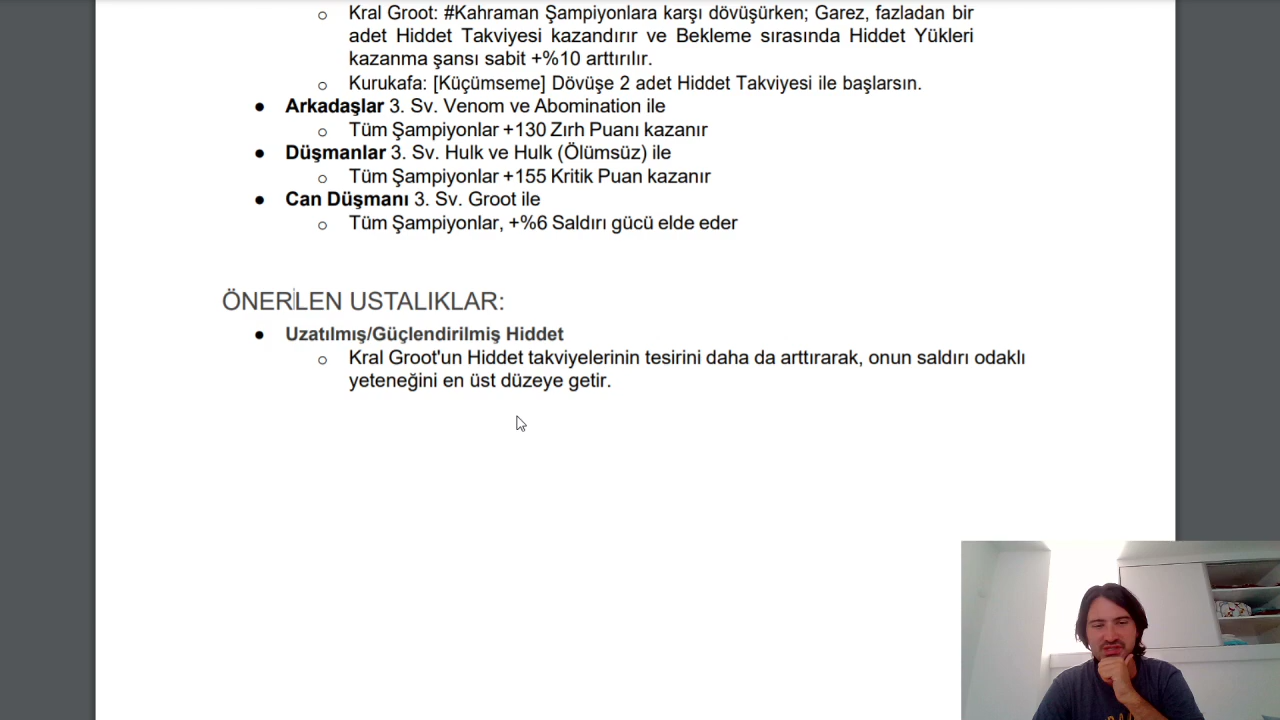 ○ Kral Groot: #Kahraman Şampiyonlara karşı dövüşürken; Garez, fazladan bir
adet Hiddet Takviyesi kazandırır ve Bekleme sırasında Hiddet Yükleri
kazanma şansı sabit +%10 arttırılır.
○ Kurukafa: [Küçümseme] Dövüşe 2 adet Hiddet Takviyesi ile başlarsın.
● Arkadaşlar 3. Sv. Venom ve Abomination ile
○ Tüm Şampiyonlar +130 Zırh Puanı kazanır
● Düşmanlar 3. Sv. Hulk ve Hulk (Ölümsüz) ile
○ Tüm Şampiyonlar +155 Kritik Puan kazanır
● Can Düşmanı 3. Sv. Groot ile
○ Tüm Şampiyonlar, +%6 Saldırı gücü elde eder
ÖNERİLEN USTALIKLAR:
● Uzatılmış/Güçlendirilmiş Hiddet
○ Kral Groot'un Hiddet takviyelerinin tesirini daha da arttırarak, onun saldırı odaklı
yeteneğini en üst düzeye getir.